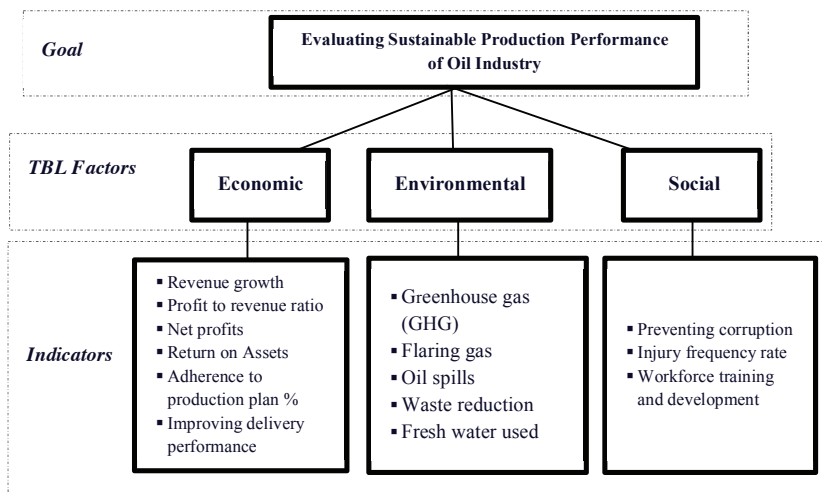 Goal
Evaluating Sustainable Production Performance
of Oil Industry
TBL Factors
Economic
Environmental
Social
Indicators
▪ Revenue growth
▪ Profit to revenue ratio
▪ Net profits
▪ Return on Assets
▪ Adherence to
production plan %
▪ Improving delivery
performance
▪ Greenhouse gas
(GHG)
▪ Flaring gas
▪ Oil spills
▪ Waste reduction
▪ Fresh water used
▪ Preventing corruption
▪ Injury frequency rate
▪ Workforce training
and development